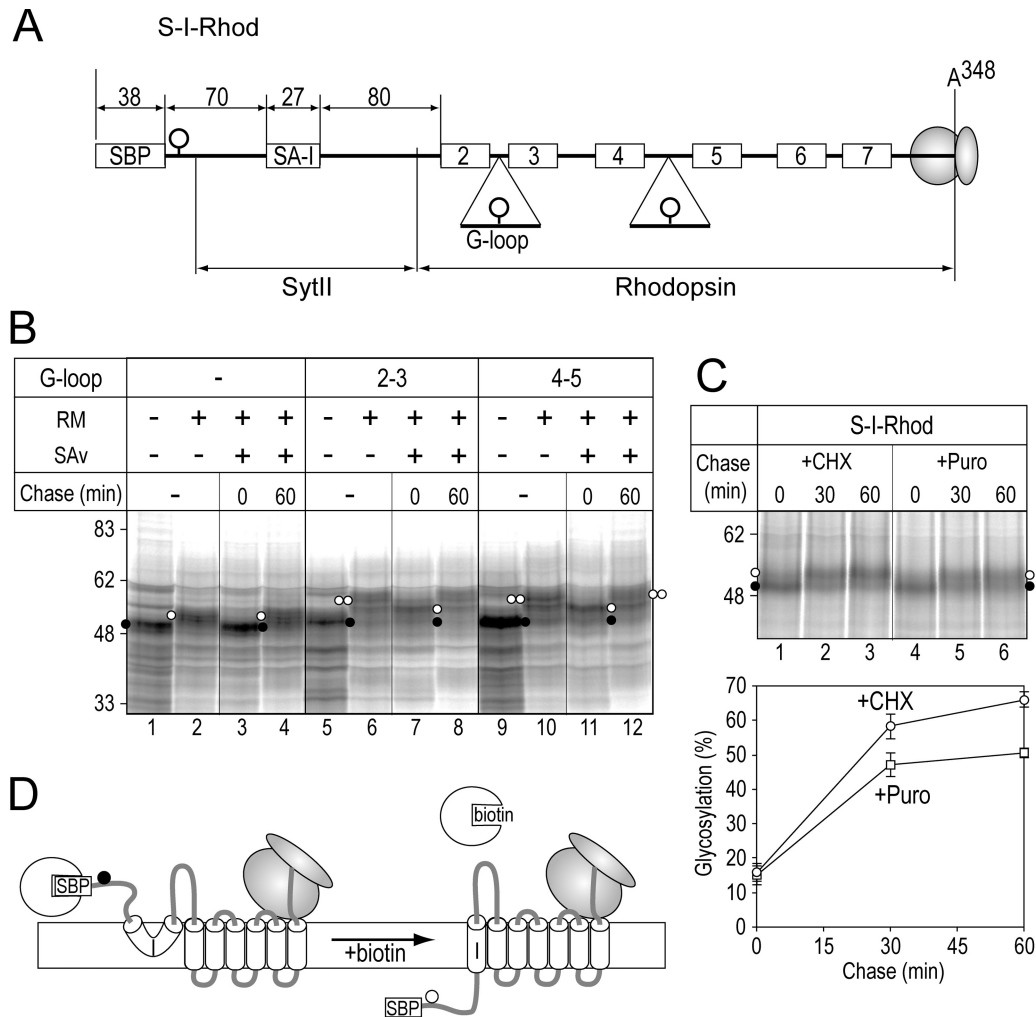 A
S-I-Rhod
A348
38 70 27 80
SBP SA-I 2 3 4 5 6 7
G-loop
SytII Rhodopsin
B
G-loop - 2-3 4-5
RM - + + + - + + + - + + +
SAv - - + + - - + + - - + +
Chase (min) - 0 60 - 0 60 - 0 60
83
62
48
33
1 2 3 4 5 6 7 8 9 10 11 12
C
S-I-Rhod
Chase (min) +CHX +Puro
0 30 60 0 30 60
62
48
1 2 3 4 5 6
70
60
50
40
30
20
10
0
Glycosylation (%)
+CHX
+Puro
0 15 30 45 60
Chase (min)
D
SBP
I
+biotin
biotin
I
SBP